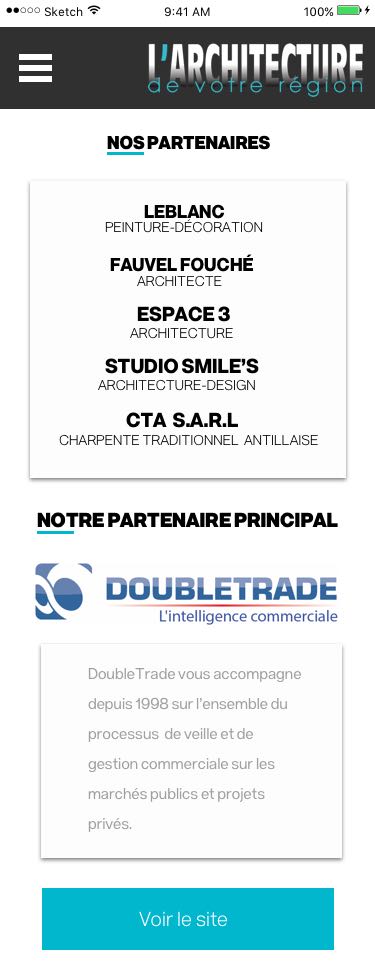 Sketch 9:41 AM 100%
L'ARCHITECTURE
de votre région
NOS PARTENAIRES
LEBLANC
PEINTURE-DÉCORATION
FAUVEL FOUCHÉ
ARCHITECTE
ESPACE 3
ARCHITECTURE
STUDIO SMILE'S
ARCHITECTURE-DESIGN
CTA S.A.R.L
CHARPENTE TRADITIONNEL ANTILLAISE
NOTRE PARTENAIRE PRINCIPAL
DOUBLETRADE
L'intelligence commerciale
DoubleTrade vous accompagne
depuis 1998 sur l'ensemble du
processus de veille et de
gestion commerciale sur les
marchés publics et projets
privés.
Voir le site